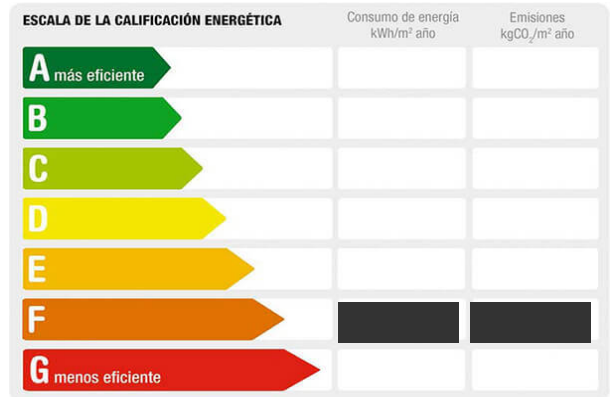 ESCALA DE LA CALIFICACIÓN ENERGÉTICA
Consumo de energía
kWh/m² año
Emisiones
kgCO₂/m² año
A más eficiente
B
C
D
E
F
G menos eficiente